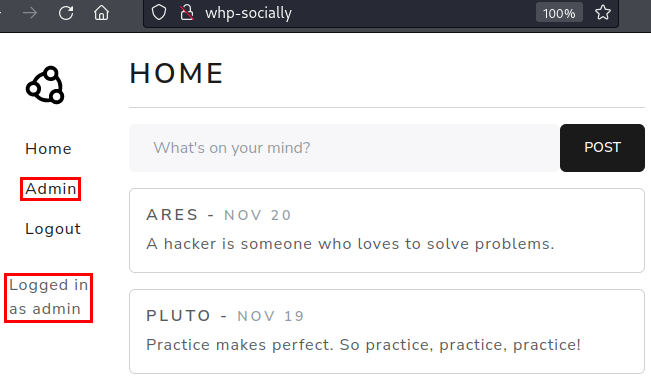 whp-socially
100%
HOME
Home
Admin
Logout
Logged in
as admin
What's on your mind?
POST
ARES - NOV 20
A hacker is someone who loves to solve problems.
PLUTO - NOV 19
Practice makes perfect. So practice, practice, practice!